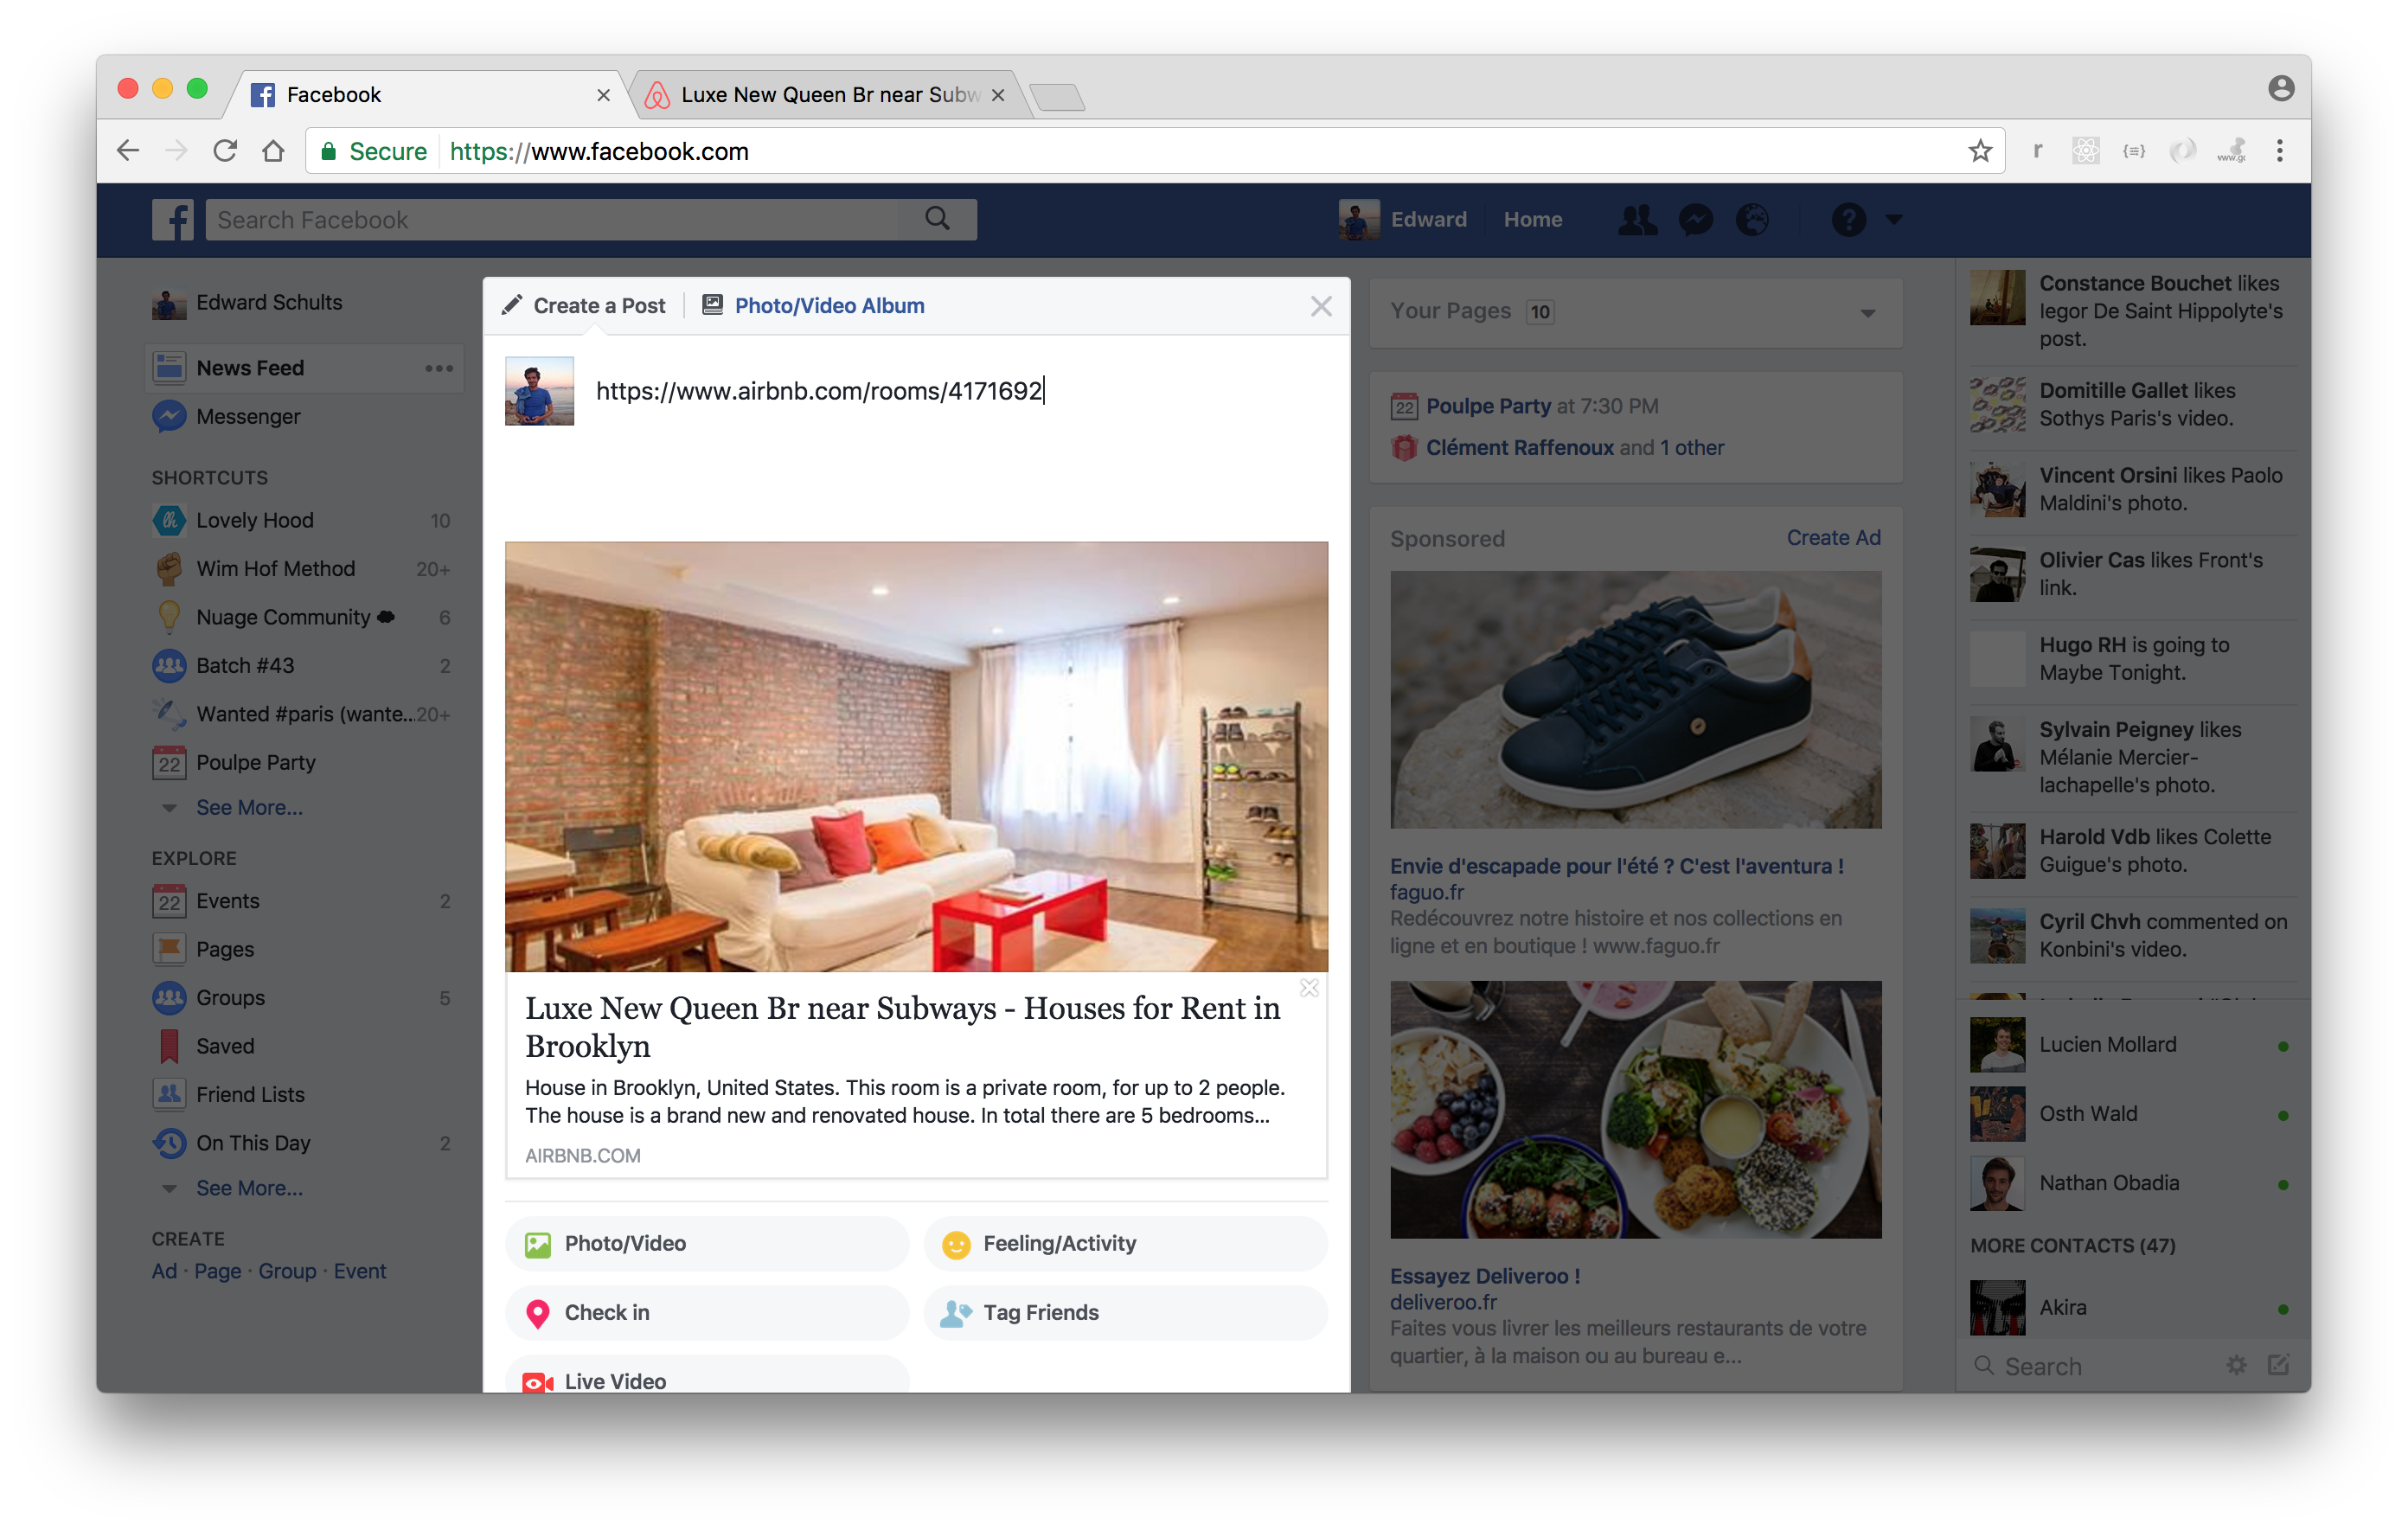 Facebook
Luxe New Queen Br near Subw
Secure
https://www.facebook.com
r
Search Facebook
Edward
Home
Edward Schults
News Feed
Messenger
SHORTCUTS
Lovely Hood 10
Wim Hof Method 20+
Nuage Community 6
Batch #43 2
Wanted #paris (wante...20+
22 Poulpe Party
See More...
EXPLORE
22 Events 2
Pages
Groups 5
Saved
Friend Lists
On This Day 2
See More...
CREATE
Ad · Page · Group · Event
Create a Post
Photo/Video Album
https://www.airbnb.com/rooms/4171692
Luxe New Queen Br near Subways - Houses for Rent in
Brooklyn
House in Brooklyn, United States. This room is a private room, for up to 2 people.
The house is a brand new and renovated house. In total there are 5 bedrooms...
AIRBNB.COM
Photo/Video
Feeling/Activity
Check in
Tag Friends
Live Video
Your Pages 10
22 Poulpe Party at 7:30 PM
Clément Raffenoux and 1 other
Sponsored
Create Ad
Envie d'escapade pour l'été ? C'est l'aventura !
faguo.fr
Redécouvrez notre histoire et nos collections en
ligne et en boutique ! www.faguo.fr
Essayez Deliveroo !
deliveroo.fr
Faites vous livrer les meilleurs restaurants de votre
quartier, à la maison ou au bureau e...
Constance Bouchet likes
Iegor De Saint Hippolyte's
post.
Domitille Gallet likes
Sothys Paris's video.
Vincent Orsini likes Paolo
Maldini's photo.
Olivier Cas likes Front's
link.
Hugo RH is going to
Maybe Tonight.
Sylvain Peigney likes
Mélanie Mercier-
lachapelle's photo.
Harold Vdb likes Colette
Guigue's photo.
Cyril Chvh commented on
Konbini's video.
Lucien Mollard
Osth Wald
Nathan Obadia
MORE CONTACTS (47)
Akira
Search